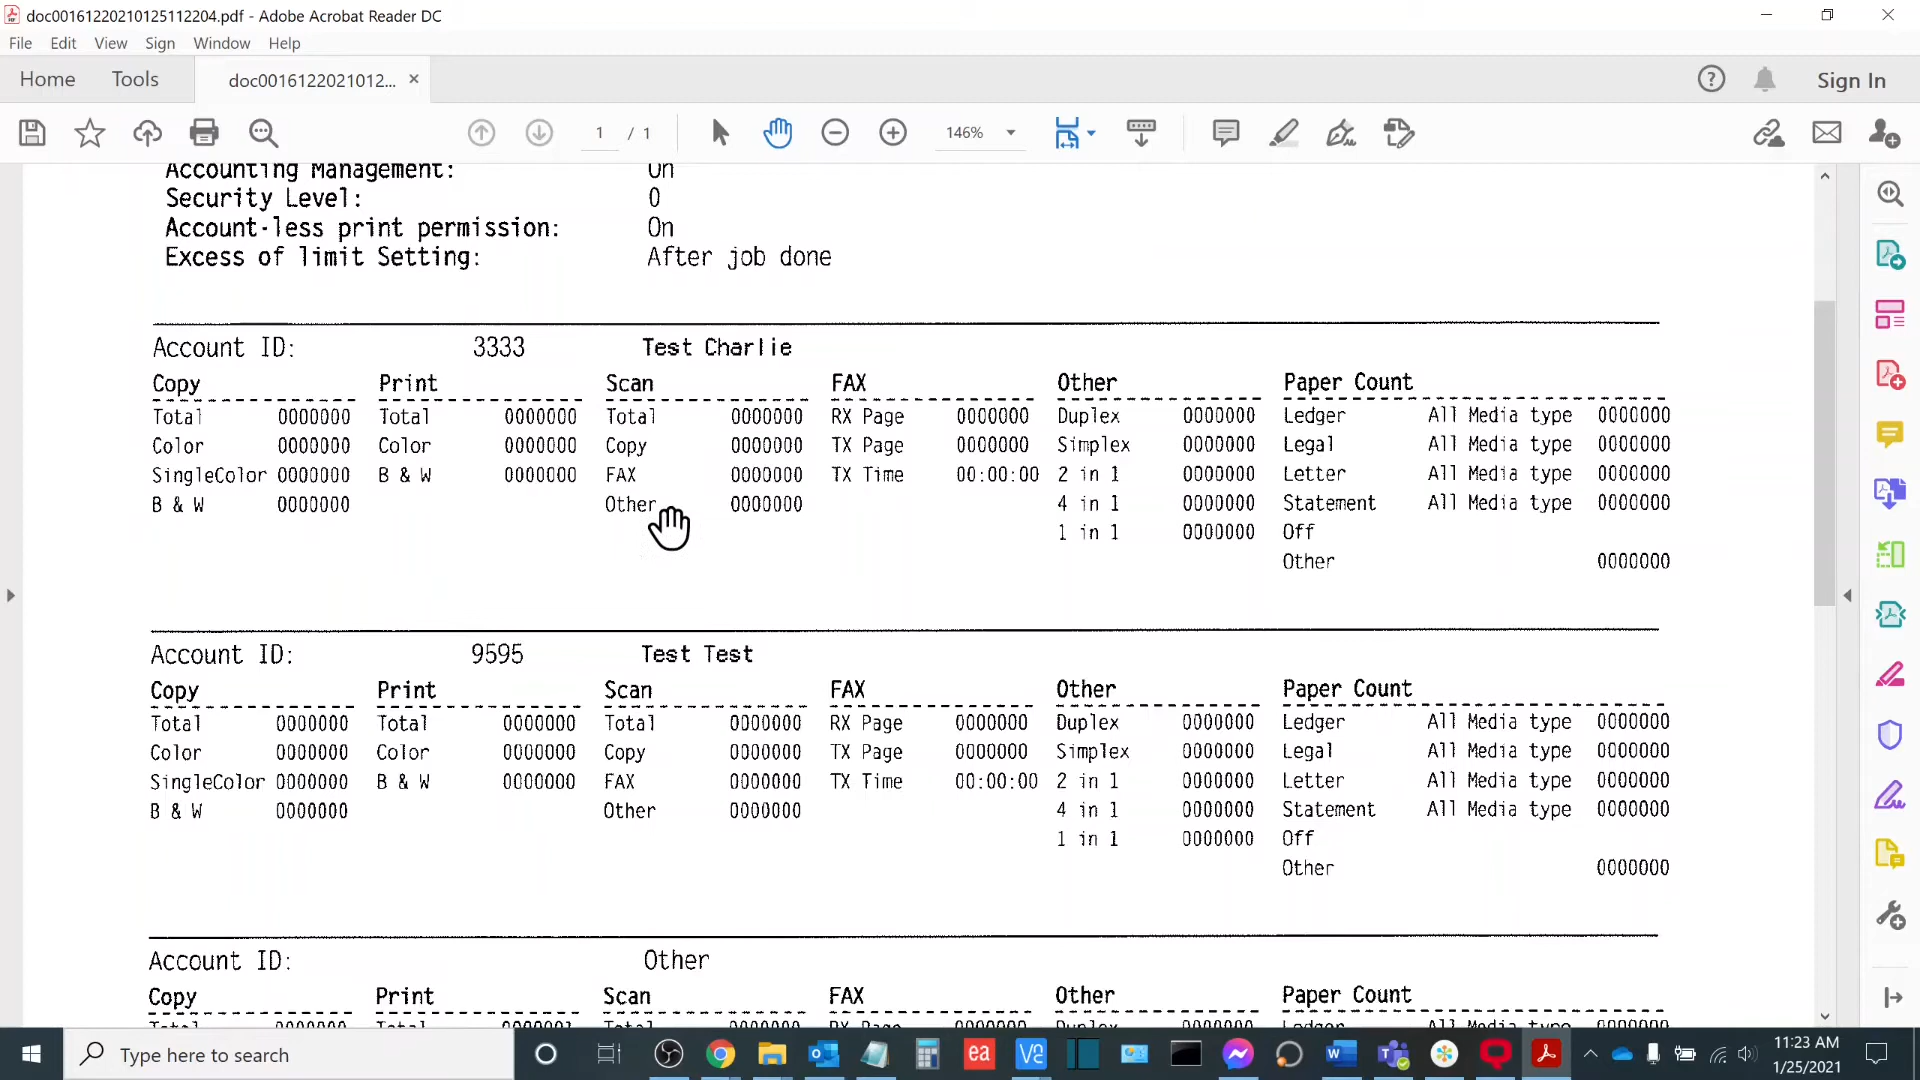 doc00161220210125112204.pdf - Adobe Acrobat Reader DC
File Edit View Sign Window Help
Home Tools doc0016122021012... × Sign In
1 / 1 146%
Accounting Management: On
Security Level: 0
Account-less print permission: On
Excess of limit Setting: After job done
Account ID: 3333 Test Charlie
Copy Print Scan FAX Other Paper Count
Total 0000000 Total 0000000 Total 0000000 RX Page 0000000 Duplex 0000000 Ledger All Media type 0000000
Color 0000000 Color 0000000 Copy 0000000 TX Page 0000000 Simplex 0000000 Legal All Media type 0000000
SingleColor 0000000 B & W 0000000 FAX 0000000 TX Time 00:00:00 2 in 1 0000000 Letter All Media type 0000000
B & W 0000000 Other 0000000 4 in 1 0000000 Statement All Media type 0000000
1 in 1 0000000 Off
Other 0000000
Account ID: 9595 Test Test
Copy Print Scan FAX Other Paper Count
Total 0000000 Total 0000000 Total 0000000 RX Page 0000000 Duplex 0000000 Ledger All Media type 0000000
Color 0000000 Color 0000000 Copy 0000000 TX Page 0000000 Simplex 0000000 Legal All Media type 0000000
SingleColor 0000000 B & W 0000000 FAX 0000000 TX Time 00:00:00 2 in 1 0000000 Letter All Media type 0000000
B & W 0000000 Other 0000000 4 in 1 0000000 Statement All Media type 0000000
1 in 1 0000000 Off
Other 0000000
Account ID: Other
Copy Print Scan FAX Other Paper Count
Type here to search ea V2 11:23 AM
1/25/2021